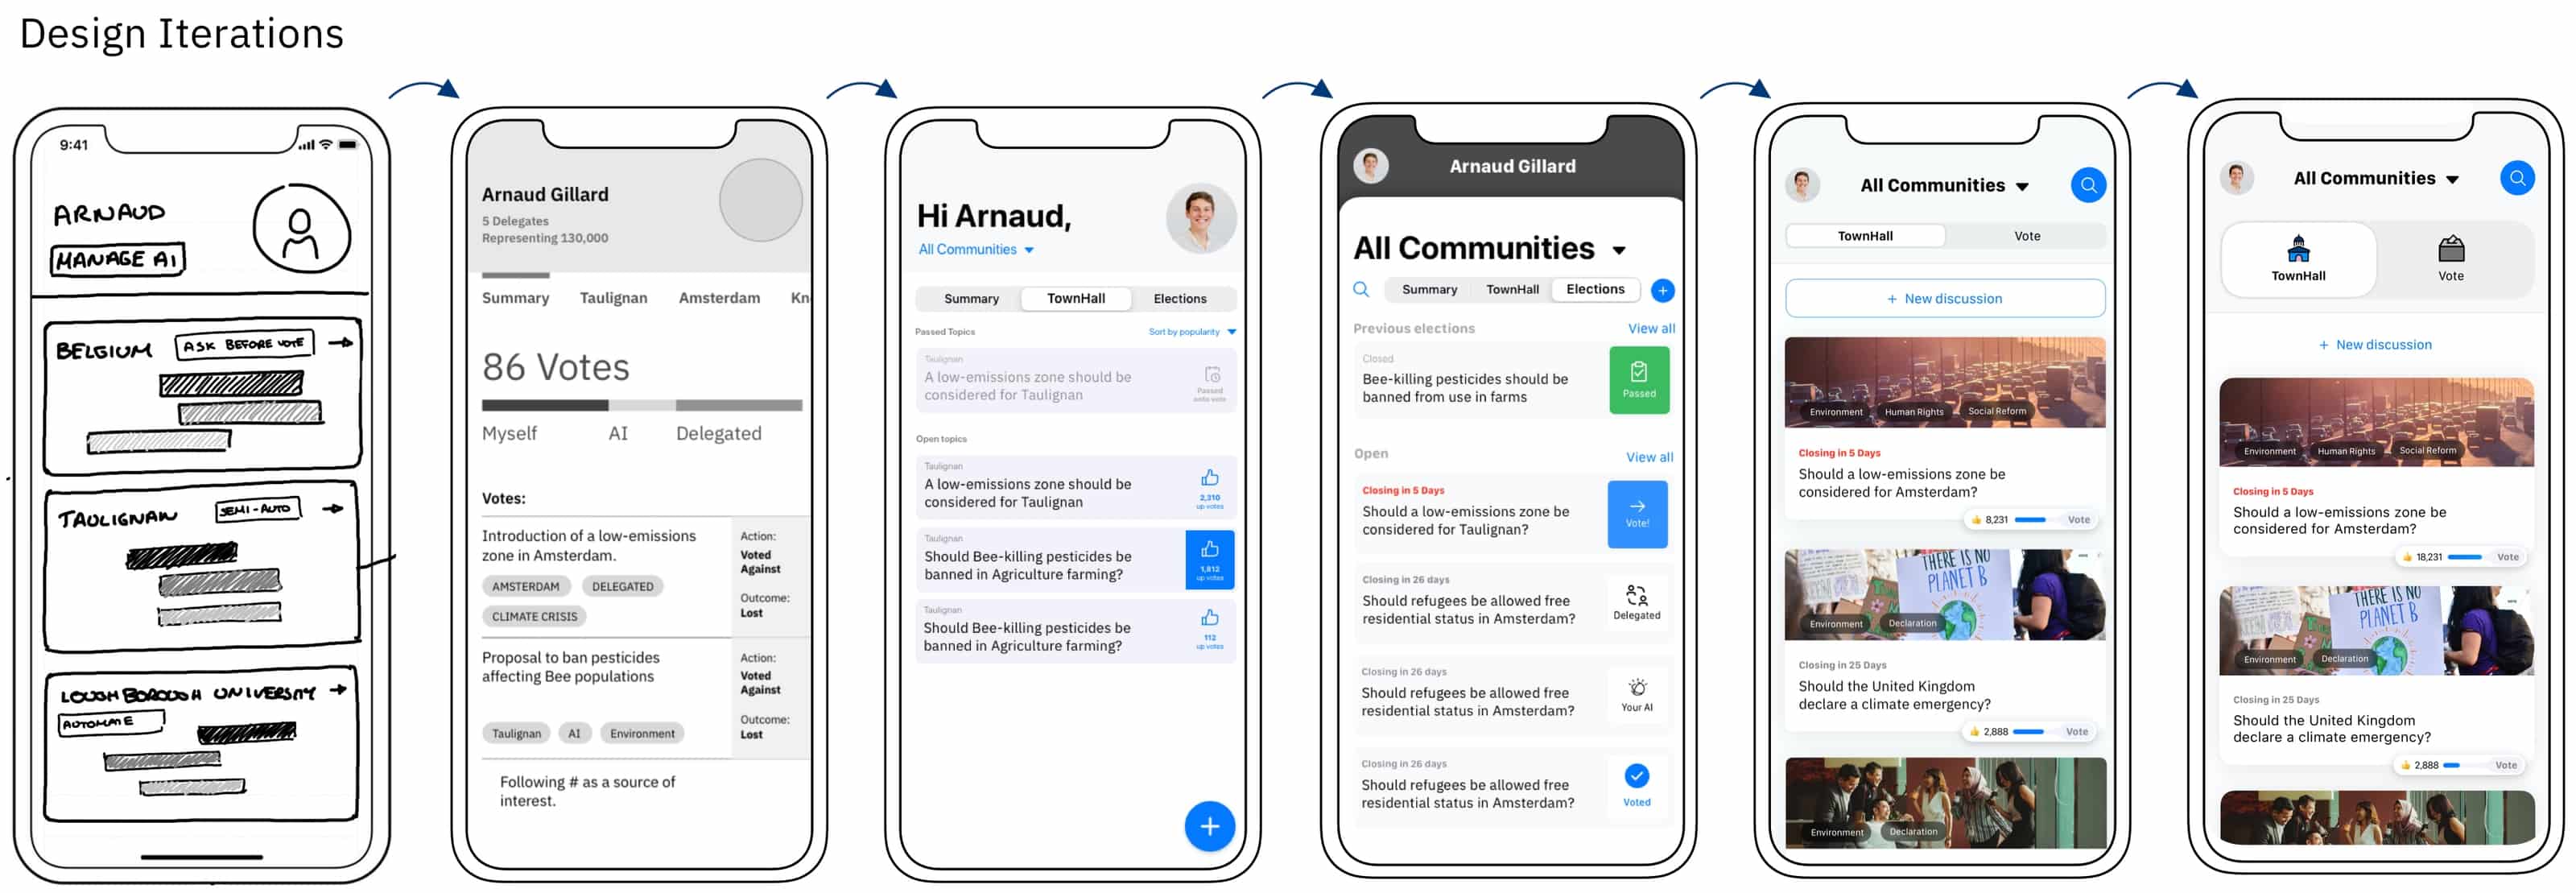 Design Iterations
9:41
ARNAUD
MANAGE AI
BELGIUM
ASK BEFORE VOTE
TAULIGNAN
SEMI-AUTO
LOUGHBOROUGH UNIVERSITY
AUTOMATE
Arnaud Gillard
5 Delegates
Representing 130,000
Summary Taulignan Amsterdam Kn
86 Votes
Myself AI Delegated
Votes:
Introduction of a low-emissions
zone in Amsterdam.
AMSTERDAM DELEGATED
CLIMATE CRISIS
Action:
Voted
Against
Outcome:
Lost
Proposal to ban pesticides
affecting Bee populations
Taulignan AI Environment
Action:
Voted
Against
Outcome:
Lost
Following # as a source of
interest.
Hi Arnaud,
All Communities
Summary TownHall Elections
Passed Topics Sort by popularity
Taulignan
A low-emissions zone should be
considered for Taulignan
Passed
onto vote
Open topics
Taulignan
A low-emissions zone should be
considered for Taulignan
2,310
up votes
Taulignan
Should Bee-killing pesticides be
banned in Agriculture farming?
1,812
up votes
Taulignan
Should Bee-killing pesticides be
banned in Agriculture farming?
112
up votes
+
Arnaud Gillard
All Communities
Summary TownHall Elections +
Previous elections View all
Closed
Bee-killing pesticides should be
banned from use in farms
Passed
Open View all
Closing in 5 Days
Should a low-emissions zone be
considered for Taulignan?
Vote!
Closing in 26 days
Should refugees be allowed free
residential status in Amsterdam?
Delegated
Closing in 26 days
Should refugees be allowed free
residential status in Amsterdam?
Your AI
Closing in 26 days
Should refugees be allowed free
residential status in Amsterdam?
Voted
All Communities
TownHall Vote
+ New discussion
Environment Human Rights Social Reform
Closing in 5 Days
Should a low-emissions zone be
considered for Amsterdam?
8,231 Vote
THERE IS NO
PLANET B
Environment Declaration
Closing in 25 Days
Should the United Kingdom
declare a climate emergency?
2,888 Vote
Environment Declaration
All Communities
TownHall Vote
+ New discussion
Environment Human Rights Social Reform
Closing in 5 Days
Should a low-emissions zone be
considered for Amsterdam?
18,231 Vote
THERE IS NO
PLANET B
Environment Declaration
Closing in 25 Days
Should the United Kingdom
declare a climate emergency?
2,888 Vote